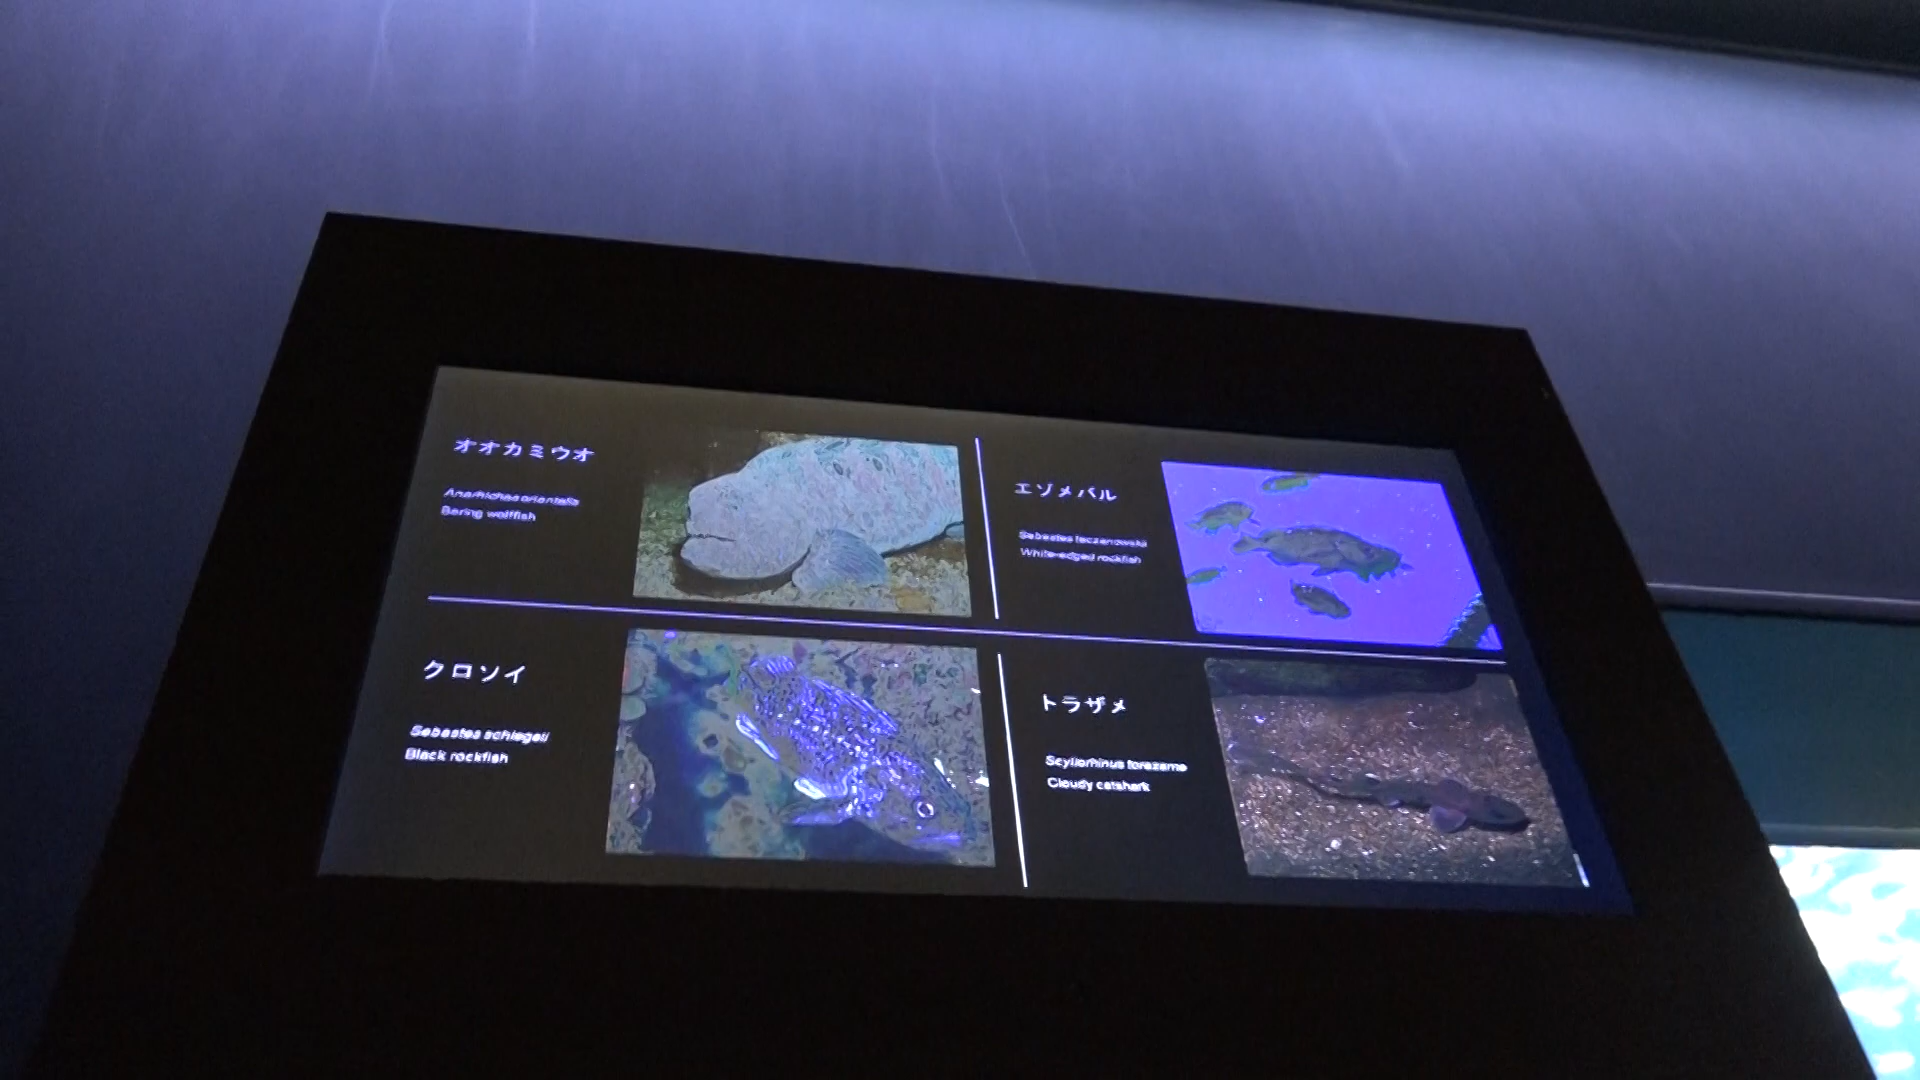 オオカミウオ
Anarhichas orientalis
Bering wolffish
エゾメバル
Sebastes taczanowskii
White-edged rockfish
クロソイ
Sebastes schlegeli
Black rockfish
トラザメ
Scyliorhinus torazame
Cloudy catshark